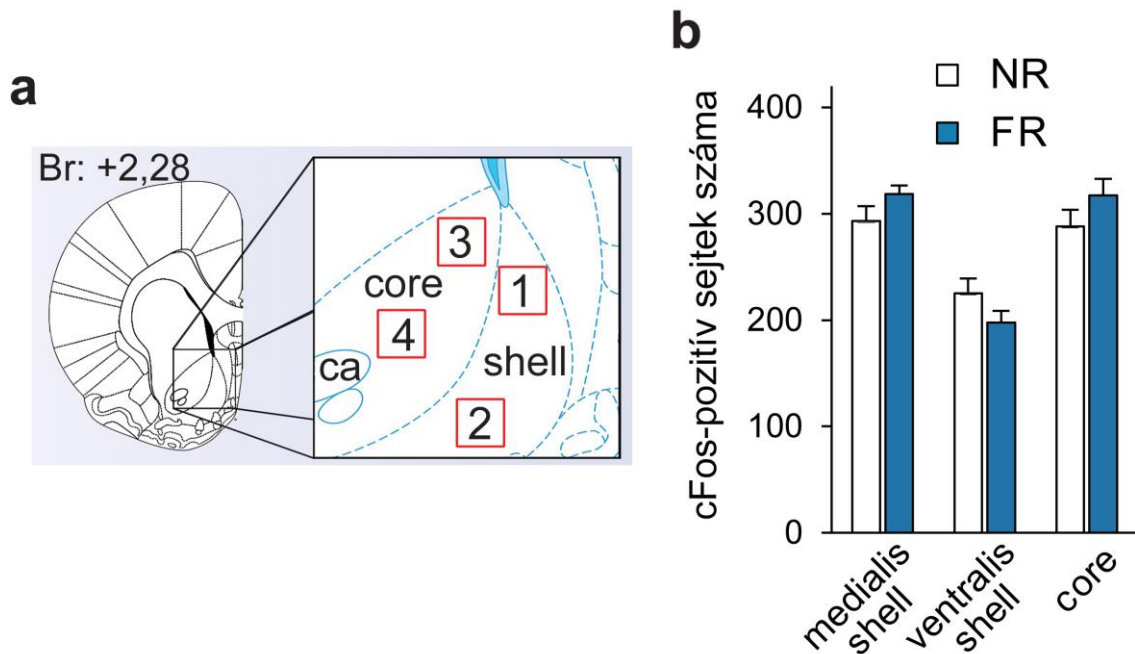 a
Br: +2,28
3
1
core
4
shell
ca
2
b
NR
FR
cFos-pozitív sejtek száma
400
300
200
100
0
medialis
shell
ventralis
shell
core